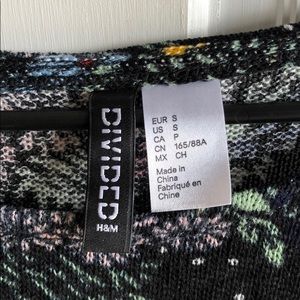 DIVIDED
H&M
EUR S
US S
CA P
CN 165/88A
MX CH
Made in
China
Fabriqué en
Chine